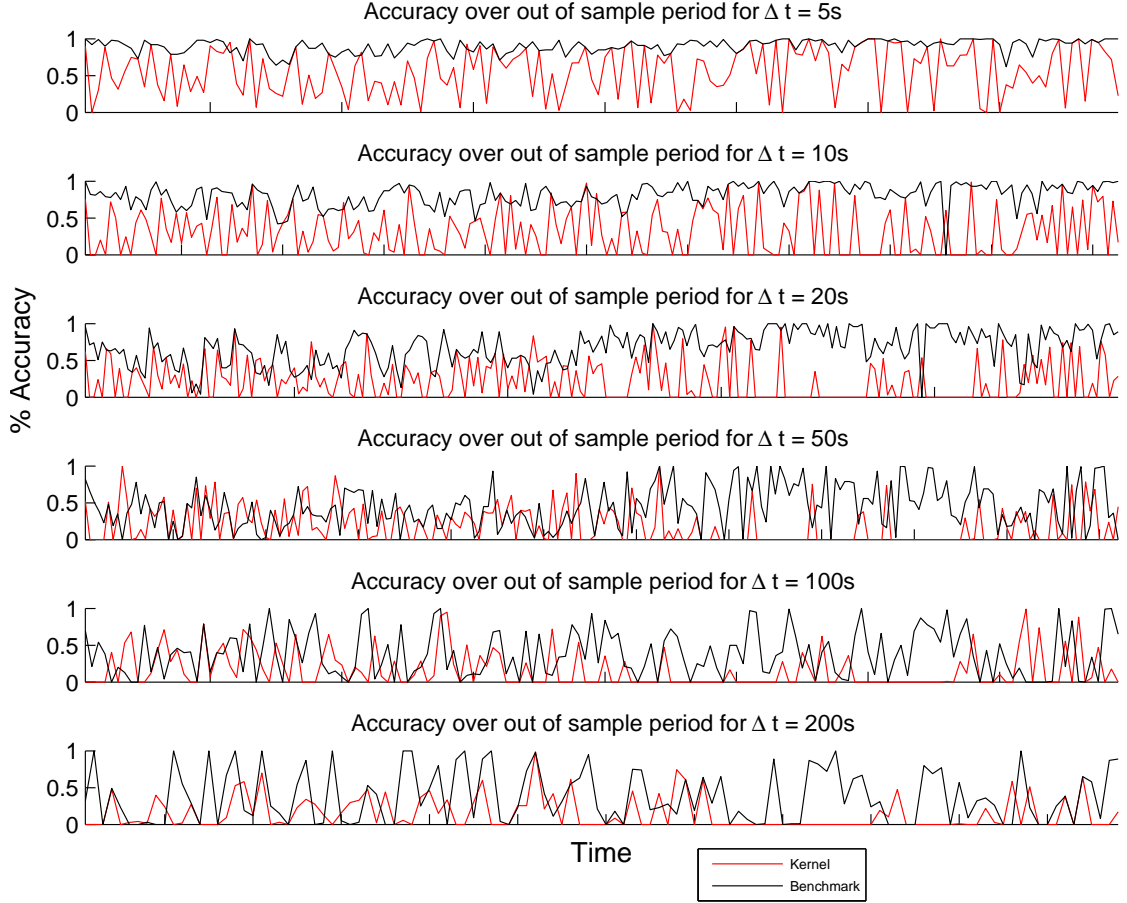 Accuracy over out of sample period for Δ t = 5s
1
0.5
0
Accuracy over out of sample period for Δ t = 10s
1
0.5
0
Accuracy over out of sample period for Δ t = 20s
1
0.5
0
% Accuracy
Accuracy over out of sample period for Δ t = 50s
1
0.5
0
Accuracy over out of sample period for Δ t = 100s
1
0.5
0
Accuracy over out of sample period for Δ t = 200s
1
0.5
0
Time
Kernel
Benchmark